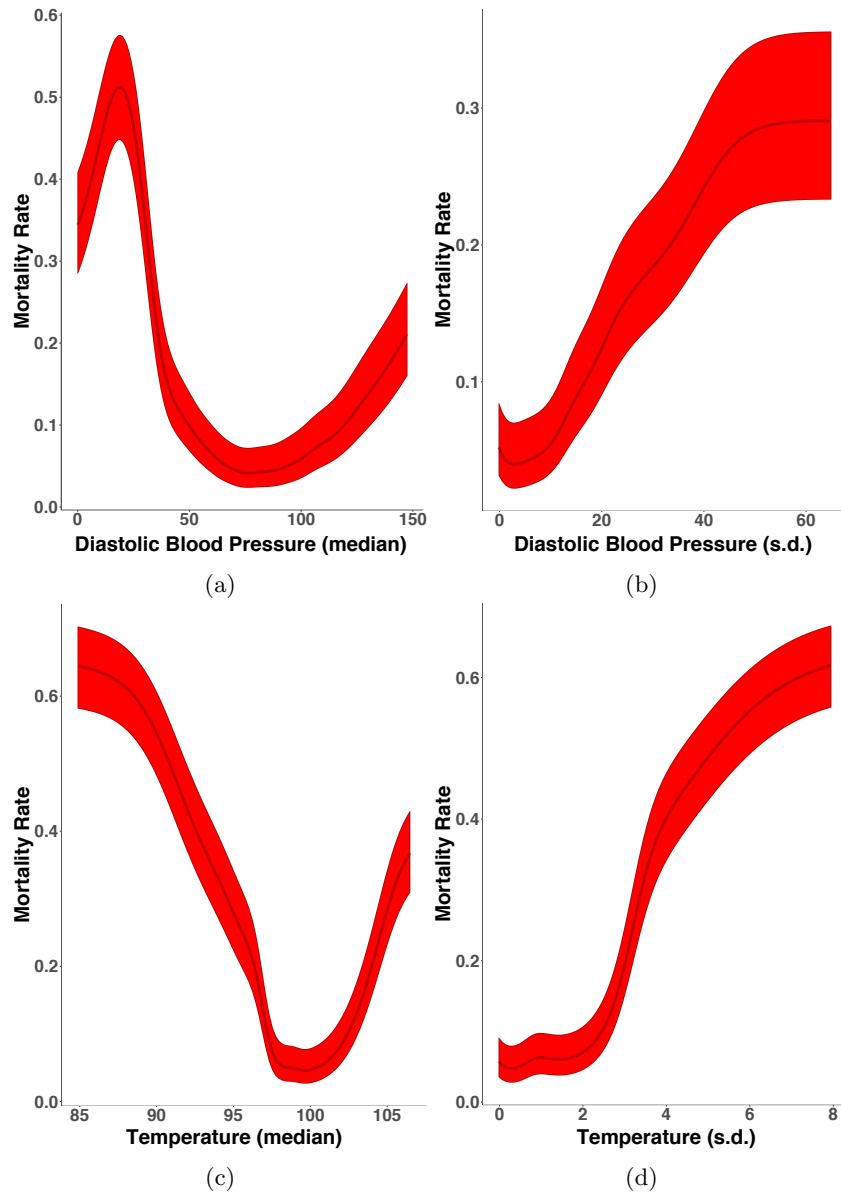 0.6
0.5
0.4
0.3
0.2
0.1
0.0
Mortality Rate
0 50 100 150
Diastolic Blood Pressure (median)
(a)
0.3
0.2
0.1
Mortality Rate
0 20 40 60
Diastolic Blood Pressure (s.d.)
(b)
0.6
0.4
0.2
0.0
Mortality Rate
85 90 95 100 105
Temperature (median)
(c)
0.6
0.4
0.2
0.0
Mortality Rate
0 2 4 6 8
Temperature (s.d.)
(d)